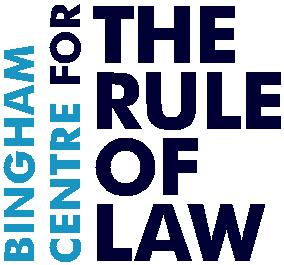 BINGHAM
CENTRE FOR
THE
RULE
OF
LAW